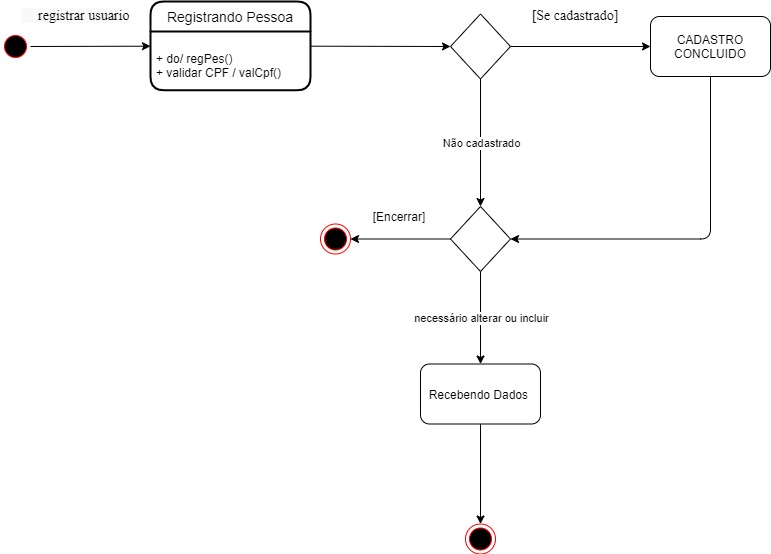 registrar usuario
Registrando Pessoa
+ do/ regPes()
+ validar CPF / valCpf()
[Se cadastrado]
CADASTRO
CONCLUIDO
Não cadastrado
[Encerrar]
necessário alterar ou incluir
Recebendo Dados